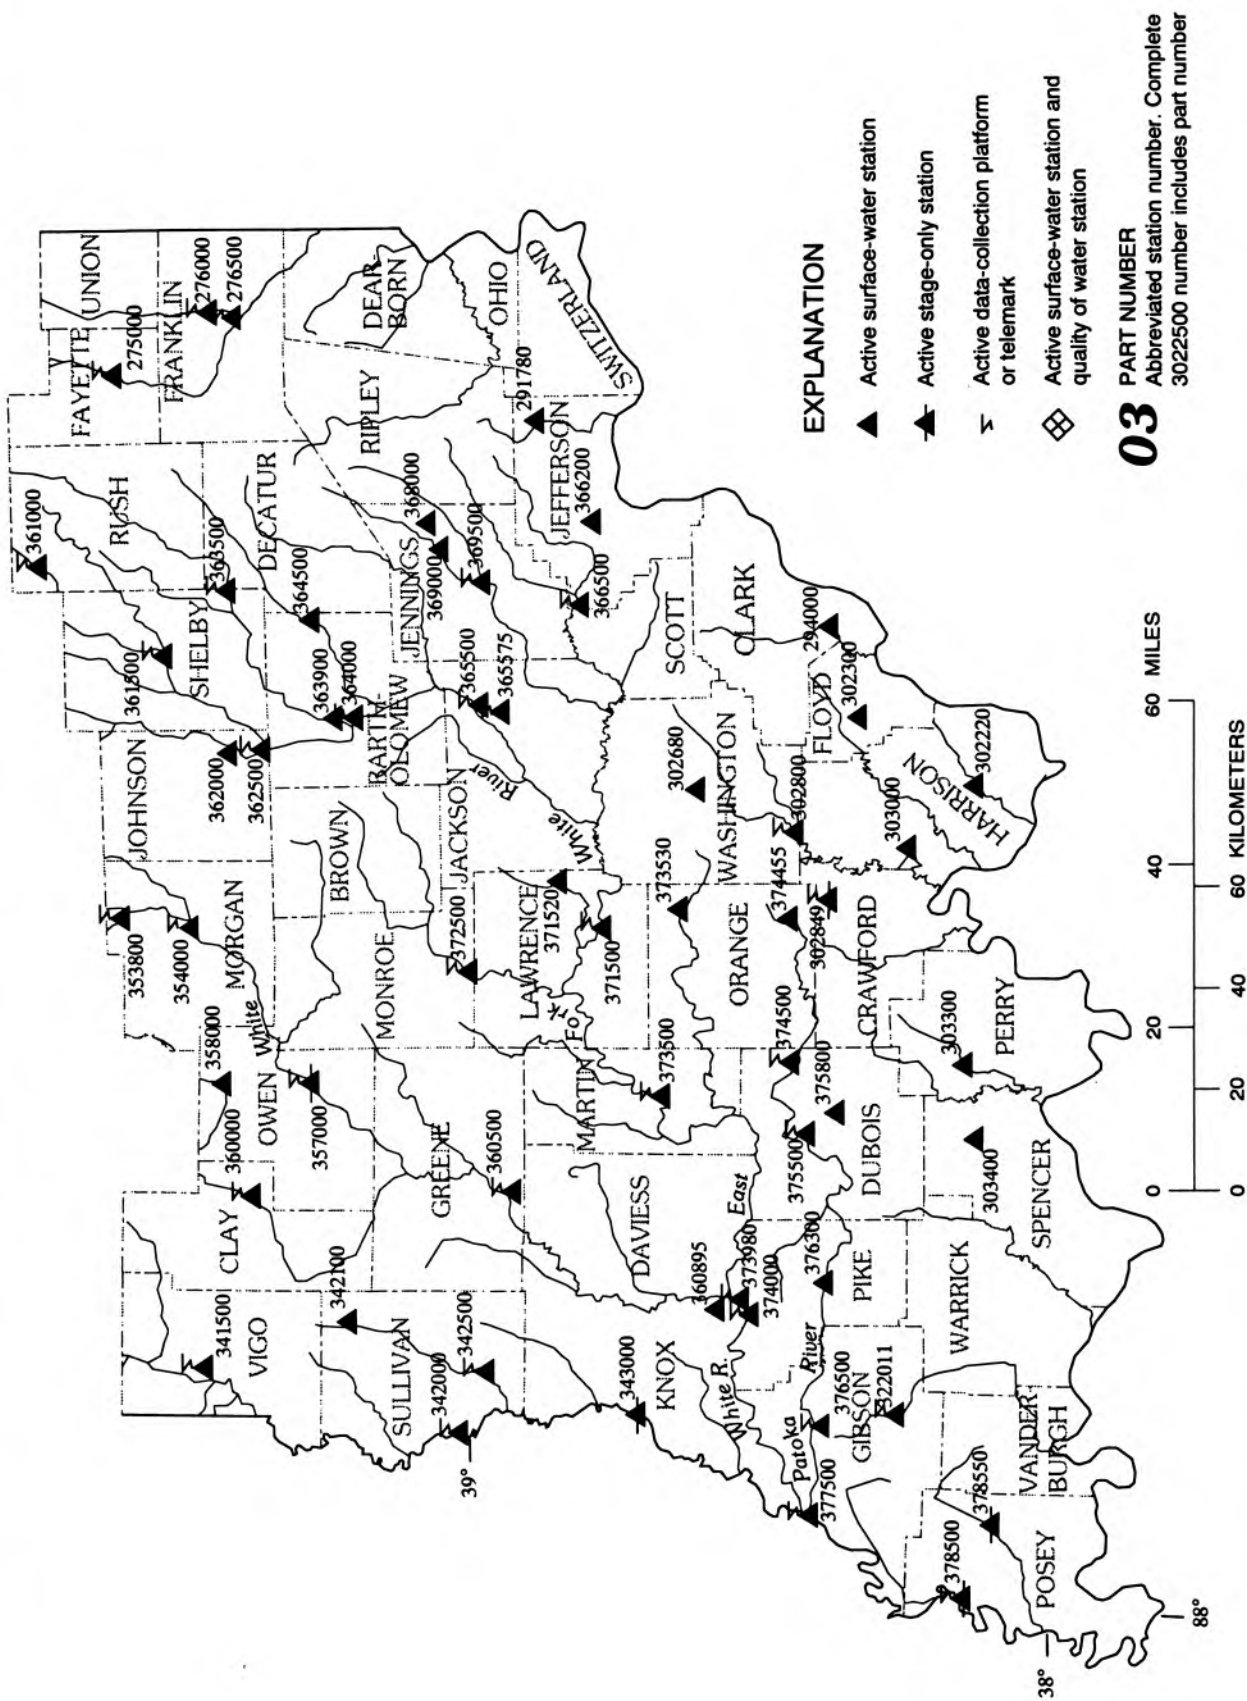 VIGO
341500
CLAY
360000
OWEN
358000
357000
White
MORGAN
353800
354000
JOHNSON
362000
362500
SHELBY
361500
RUSH
361000
363500
FAYETTE
275000
UNION
FRANKLIN
276000
276500
DECATUR
364500
BARTH-
OLOMEW
363900
364000
BROWN
MONROE
372500
GREENE
360500
SULLIVAN
342100
342000
342500
39°
JACKSON
365500
365575
River
White
JENNINGS
368000
369000
369500
RIPLEY
DEAR-
BORN
OHIO
SWITZERLAND
JEFFERSON
291780
366200
366500
SCOTT
LAWRENCE
371520
371500
Fork
MARTIN
373500
DAVIESS
East
KNOX
343000
360895
373980
374000
White R.
WASHINGTON
302680
302800
ORANGE
373530
374455
374500
CLARK
294000
FLOYD
302300
HARRISON
302220
303000
CRAWFORD
302849
PERRY
303300
DUBOIS
375800
375500
PIKE
376300
Patoka
River
GIBSON
376500
322011
377500
SPENCER
303400
WARRICK
VANDER
BURGH
POSEY
378550
378500
38°
88°
EXPLANATION
Active surface-water station
Active stage-only station
Active data-collection platform
or telemark
Active surface-water station and
quality of water station
03
PART NUMBER
Abbreviated station number. Complete
3022500 number includes part number
0
20
40
60 MILES
0
20
40
60 KILOMETERS